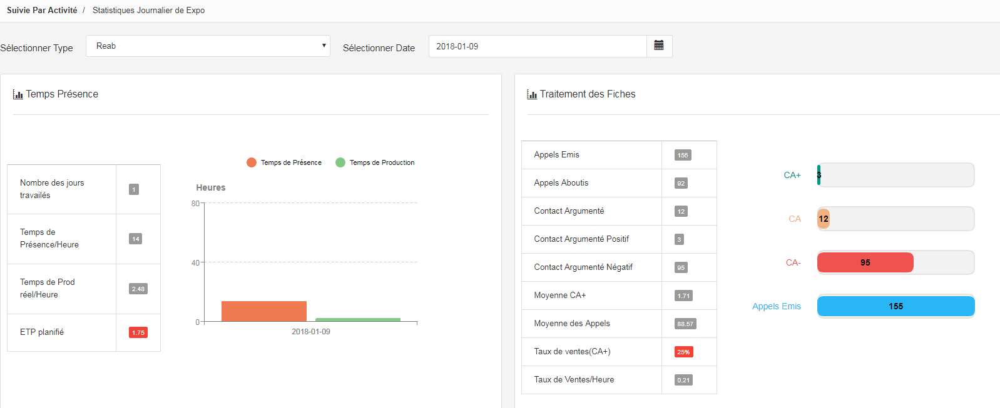 Suivie Par Activité / Statistiques Journalier de Expo
Sélectionner Type Reab Sélectionner Date 2018-01-09
Temps Présence
Temps de Présence Temps de Production
Nombre des jours
travailés 1
Temps de
Présence/Heure 14
Temps de Prod
réel/Heure 2.48
ETP planifié 1.75
Heures
80
40
0
2018-01-09
Traitement des Fiches
Appels Emis 155
Appels Aboutis 92
Contact Argumenté 12
Contact Argumenté Positif 3
Contact Argumenté Négatif 95
Moyenne CA+ 1.71
Moyenne des Appels 88.57
Taux de ventes(CA+) 25%
Taux de Ventes/Heure 0.21
CA+ 3
CA 12
CA- 95
Appels Emis 155